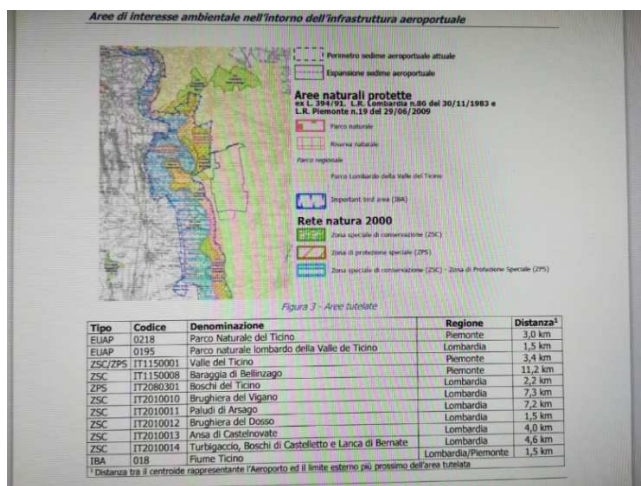 Aree di interesse ambientale nell'intorno dell'infrastruttura aeroportuale
Perimetro sedime aeroportuale attuale
Espansione sedime aeroportuale
Aree naturali protette
ex L. 394/91. L.R. Lombardia n.86 del 30/11/1983 e
L.R. Piemonte n.19 del 29/06/2009
Parco naturale
Riserva naturale
Parco regionale
Parco Lombardo della Valle del Ticino
Important bird area (IBA)
Rete natura 2000
Zona speciale di conservazione (ZSC)
Zona di protezione speciale (ZPS)
Zona speciale di conservazione (ZSC) - Zona di Protezione Speciale (ZPS)
Figura 3 - Aree tutelate
Tipo Codice Denominazione Regione Distanza¹
EUAP 0218 Parco Naturale del Ticino Piemonte 3,0 km
EUAP 0195 Parco naturale lombardo della Valle de Ticino Lombardia 1,5 km
ZSC/ZPS IT1150001 Valle del Ticino Piemonte 3,4 km
ZSC IT1150008 Baraggia di Bellinzago Piemonte 11,2 km
ZPS IT2080301 Boschi del Ticino Lombardia 2,2 km
ZSC IT2010010 Brughiera del Vigano Lombardia 7,3 km
ZSC IT2010011 Paludi di Arsago Lombardia 7,2 km
ZSC IT2010012 Brughiera del Dosso Lombardia 1,5 km
ZSC IT2010013 Ansa di Castelnovate Lombardia 4,0 km
ZSC IT2010014 Turbigaccio, Boschi di Castelletto e Lanca di Bernate Lombardia 4,6 km
IBA 018 Fiume Ticino Lombardia/Piemonte 1,5 km
¹ Distanza tra il centroide rappresentante l'Aeroporto ed il limite esterno più prossimo dell'area tutelata